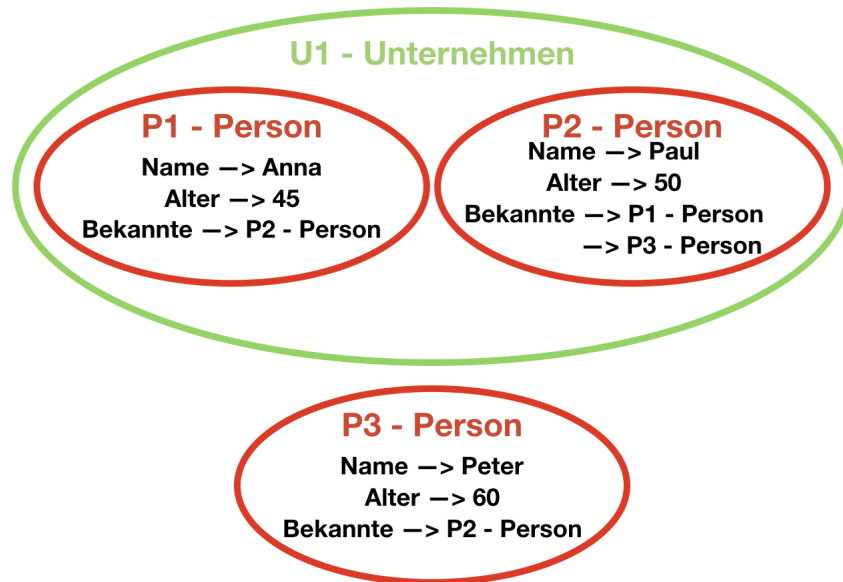 U1 - Unternehmen
P1 - Person
Name —> Anna
Alter —> 45
Bekannte —> P2 - Person
P2 - Person
Name —> Paul
Alter —> 50
Bekannte —> P1 - Person
—> P3 - Person
P3 - Person
Name —> Peter
Alter —> 60
Bekannte —> P2 - Person